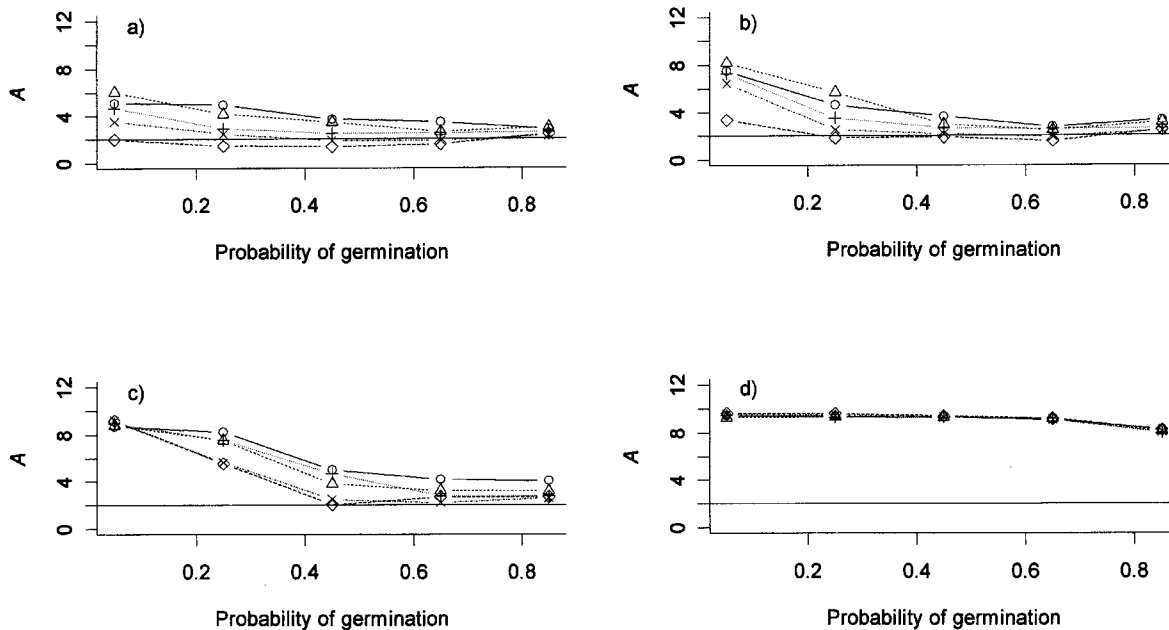 a)
A
0 4 8 12
0.2 0.4 0.6 0.8
Probability of germination
b)
A
0 4 8 12
0.2 0.4 0.6 0.8
Probability of germination
c)
A
0 4 8 12
0.2 0.4 0.6 0.8
Probability of germination
d)
A
0 4 8 12
0.2 0.4 0.6 0.8
Probability of germination